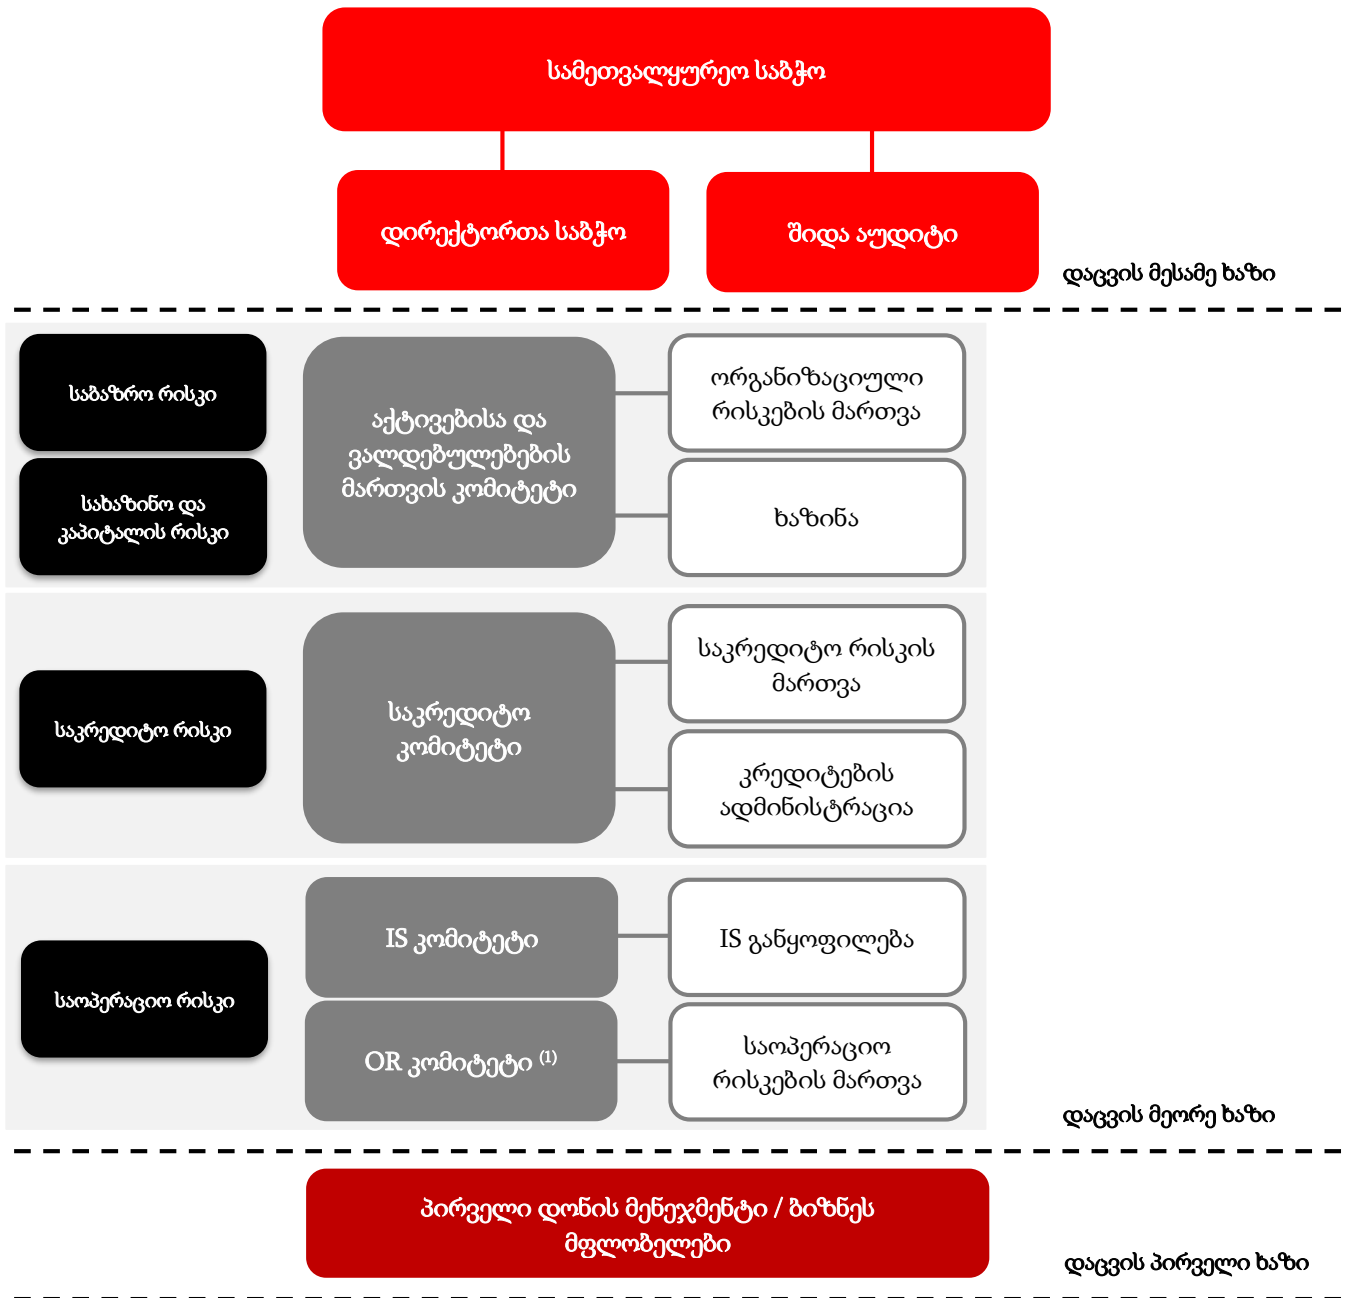 სამეთვალყურეო საბჭო
დირექტორთა საბჭო
შიდა აუდიტი
დაცვის მესამე ხაზი
საბაზრო რისკი
სახაზინო და
კაპიტალის რისკი
აქტივებისა და
ვალდებულებების
მართვის კომიტეტი
ორგანიზაციული
რისკების მართვა
ხაზინა
საკრედიტო რისკი
საკრედიტო
კომიტეტი
საკრედიტო რისკის
მართვა
კრედიტების
ადმინისტრაცია
საოპერაციო რისკი
IS კომიტეტი
IS განყოფილება
OR კომიტეტი (1)
საოპერაციო
რისკების მართვა
დაცვის მეორე ხაზი
პირველი დონის მენეჯმენტი / ბიზნეს
მფლობელები
დაცვის პირველი ხაზი